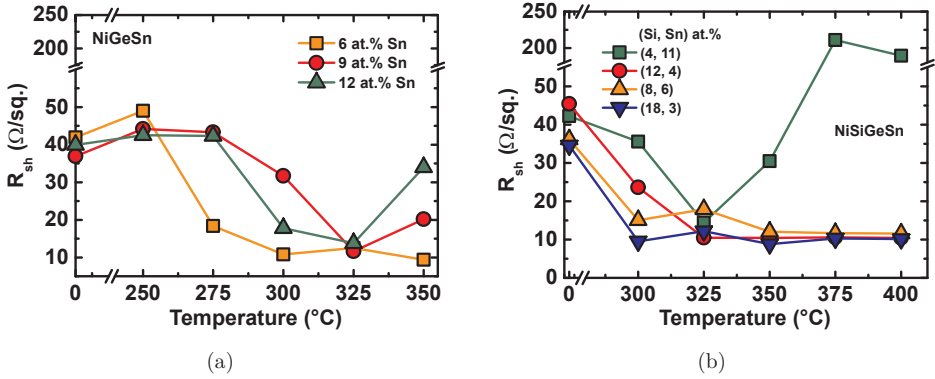 NiGeSn
6 at.% Sn
9 at.% Sn
12 at.% Sn
250
200
50
40
30
20
10
R_sh (Ω/sq.)
0 250 275 300 325 350
Temperature (°C)
(a)
(Si, Sn) at.%
(4, 11)
(12, 4)
(8, 6)
(18, 3)
NiSiGeSn
250
200
50
40
30
20
10
0
R_sh (Ω/sq.)
0 300 325 350 375 400
Temperature (°C)
(b)